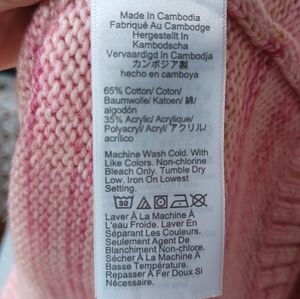 Made In Cambodia
Fabriqué Au Cambodge
Hergestellt In
Kambodscha
Vervaardigd In Cambodja
カンボジア製
hecho en camboya
65% Cotton/ Coton/
Baumwolle/ Katoen/ 綿/
algodón
35% Acrylic/ Acrylique/
Polyacryl/ Acryl/ アクリル/
acrílico
Machine Wash Cold. With
Like Colors. Non-chlorine
Bleach Only. Tumble Dry
Low. Iron On Lowest
Setting.
30
Laver À La Machine À
L'eau Froide. Laver En
Séparant Les Couleurs.
Seulement Agent De
Blanchiment Non-chlore.
Sécher À La Machine À
Basse Température.
Repasser À Fer Doux Si
Nécessaire.